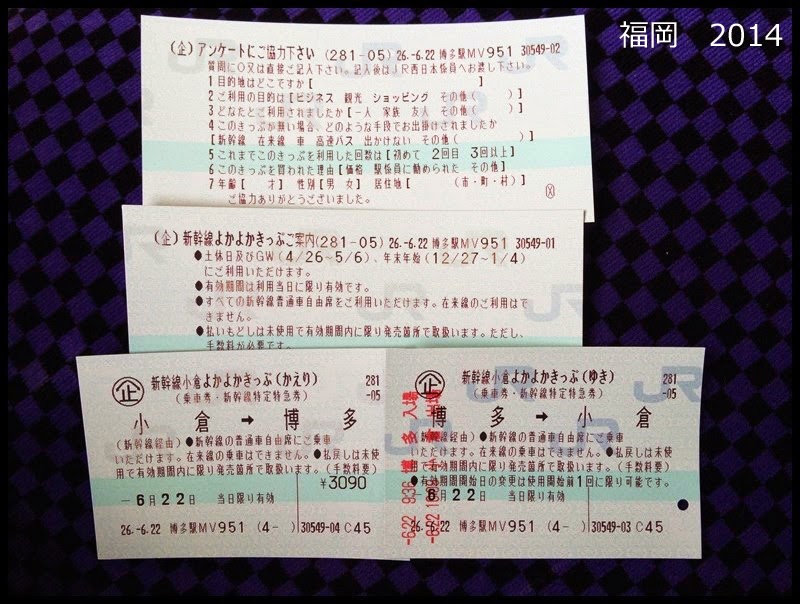 福岡 2014
(企)アンケートにご協力下さい (281-05) 26.-6.22 博多駅MV951 30549-02
質問に○又は直接ご記入下さい。記入後はJR西日本係員へお渡し下さい。
1 目的地はどこですか【 】
2 ご利用の目的は【ビジネス 観光 ショッピング その他( )】
3 どなたとご利用されましたか【一人 家族 友人 その他( )】
4 このきっぷが無い場合、どのような手段でお出掛けされましたか
【新幹線 在来線 車 高速バス 出かけない その他( )】
5 これまでこのきっぷを利用した回数は【初めて 2回目 3回以上】
6 このきっぷを買われた理由【価格 駅係員に勧められた その他】
7 年齢【 才】 性別【男 女】 居住地【 (市・町・村)】
ご協力ありがとうございました。
(企)新幹線よかよかきっぷご案内(281-05) 26.-6.22 博多駅MV951 30549-01
●土休日及びGW(4/26~5/6)、年末年始(12/27~1/4)
にご利用いただけます。
●有効期間は利用当日に限り有効です。
●すべての新幹線普通車自由席をご利用いただけます。在来線のご利用はで
きません。
●払いもどしは未使用で有効期間内に限り発売箇所で取扱います。ただし、
手数料が必要です。
企 新幹線小倉よかよかきっぷ(かえり) 281
(乗車券・新幹線特定特急券) -05
小倉 → 博多
(新幹線経由) ●新幹線の普通車自由席にご乗車
いただけます。在来線の乗車はできません。●払戻しは未使
用で有効期間内に限り発売箇所で取扱います。(手数料要)
¥3090
-6月22日 当日限り有効
26.-6.22 博多駅MV951 (4- ) 30549-04 C45
企 新幹線小倉よかよかきっぷ(ゆき) 281
(乗車券・新幹線特定特急券) -05
博多 → 小倉
(新幹線経由) ●新幹線の普通車自由席にご乗車
いただけます。在来線の乗車はできません。●払戻しは未使
用で有効期間内に限り発売箇所で取扱います。(手数料要)
●有効期間開始日の変更は使用開始前1回に限り可能です。
-6月22日 当日限り有効
26.-6.22 博多駅MV951 (4- ) 30549-03 C45
-6.22 836 博多 入場